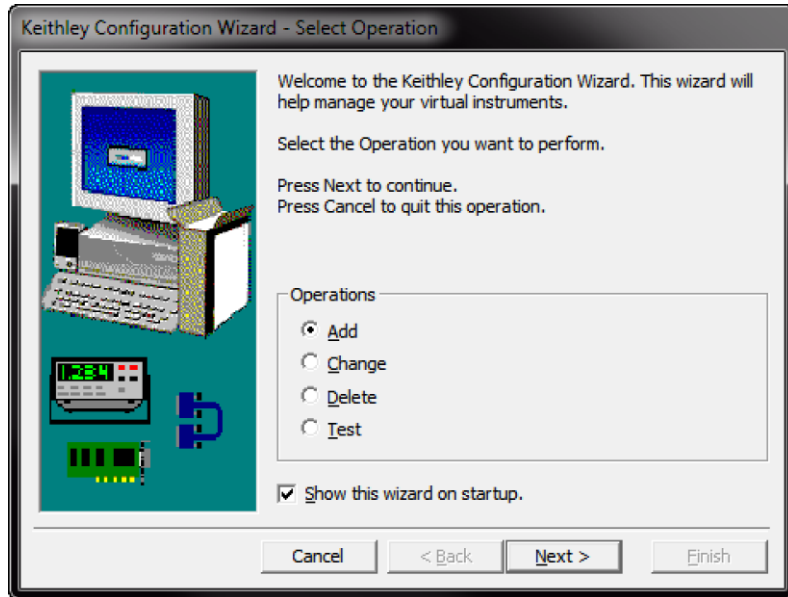 Keithley Configuration Wizard - Select Operation
Welcome to the Keithley Configuration Wizard. This wizard will
help manage your virtual instruments.
Select the Operation you want to perform.
Press Next to continue.
Press Cancel to quit this operation.
Operations
Add
Change
Delete
Test
Show this wizard on startup.
Cancel
< Back
Next >
Finish
1.234